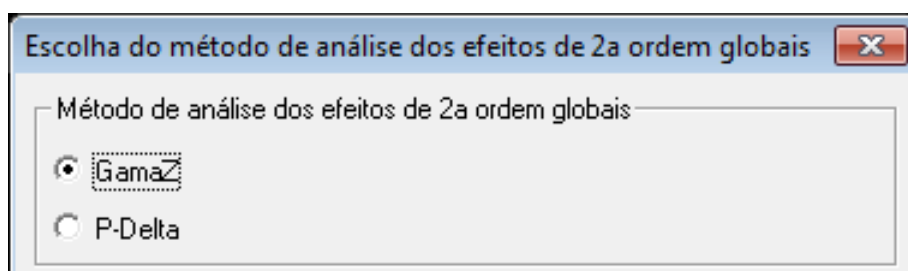 Escolha do método de análise dos efeitos de 2a ordem globais
Método de análise dos efeitos de 2a ordem globais
GamaZ
P-Delta